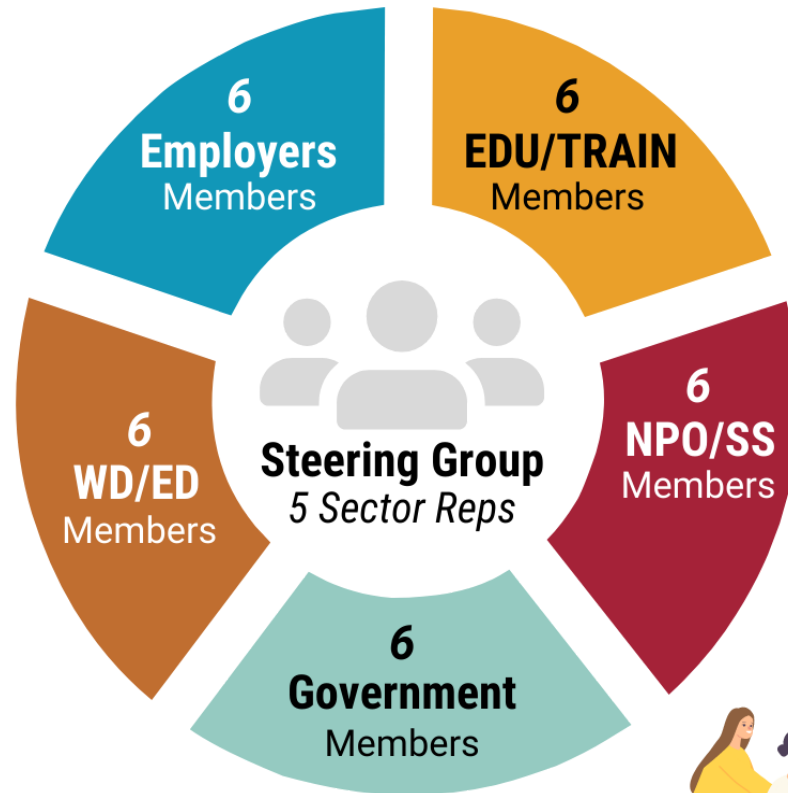 6
Employers
Members
6
EDU/TRAIN
Members
6
NPO/SS
Members
6
WD/ED
Members
Steering Group
5 Sector Reps
6
Government
Members